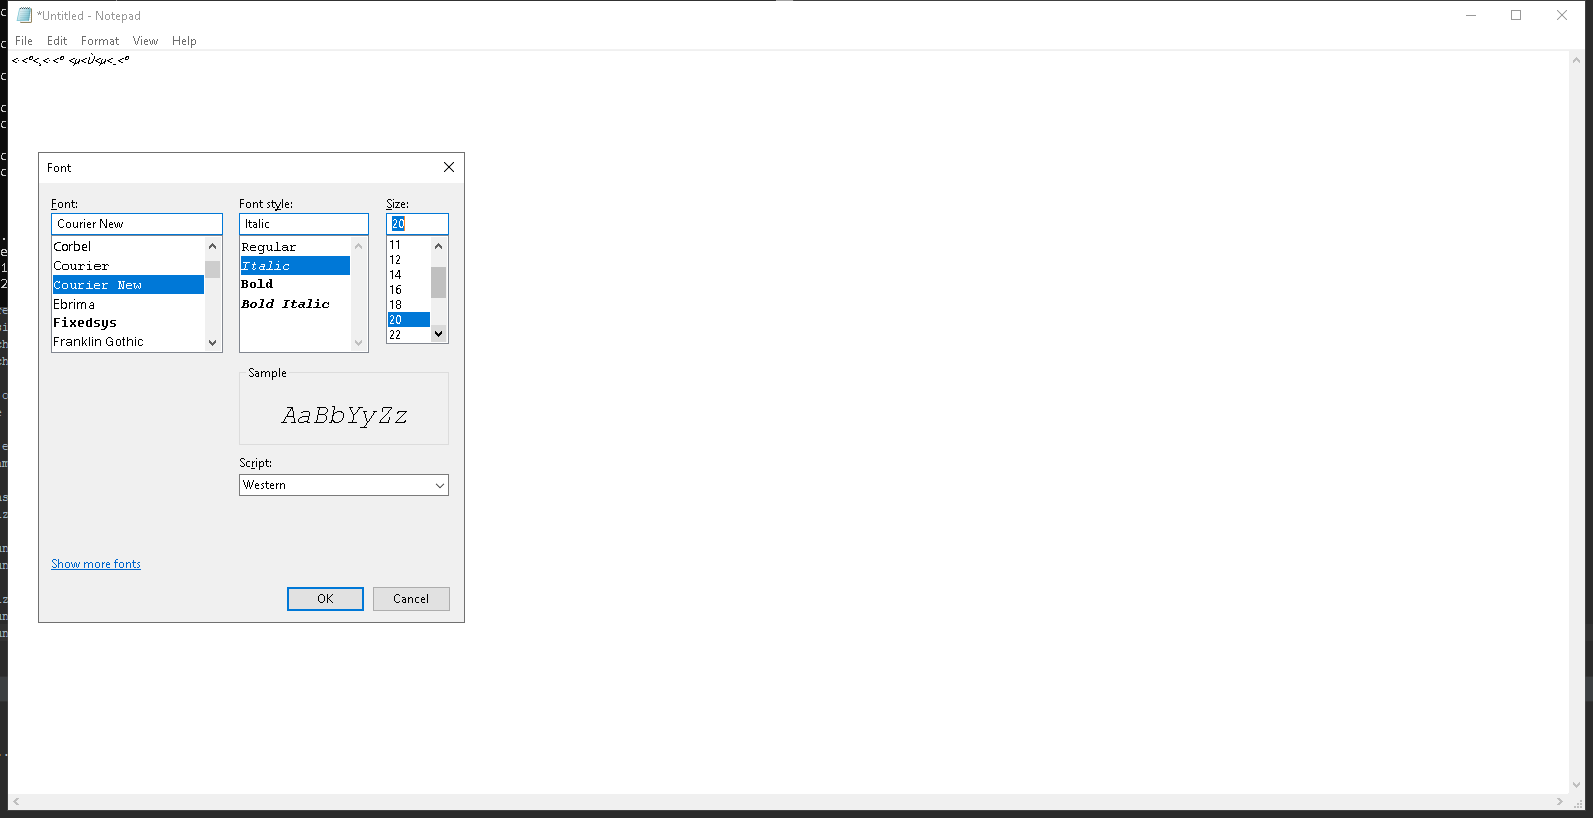 *Untitled - Notepad
File Edit Format View Help
Font
Font: Font style: Size:
Courier New Italic 20
Corbel Regular 11
Courier Italic 12
Courier New Bold 14
Ebrima Bold Italic 16
Fixedsys 18
Franklin Gothic 20
22
Sample
AaBbYyZz
Script:
Western
Show more fonts
OK Cancel